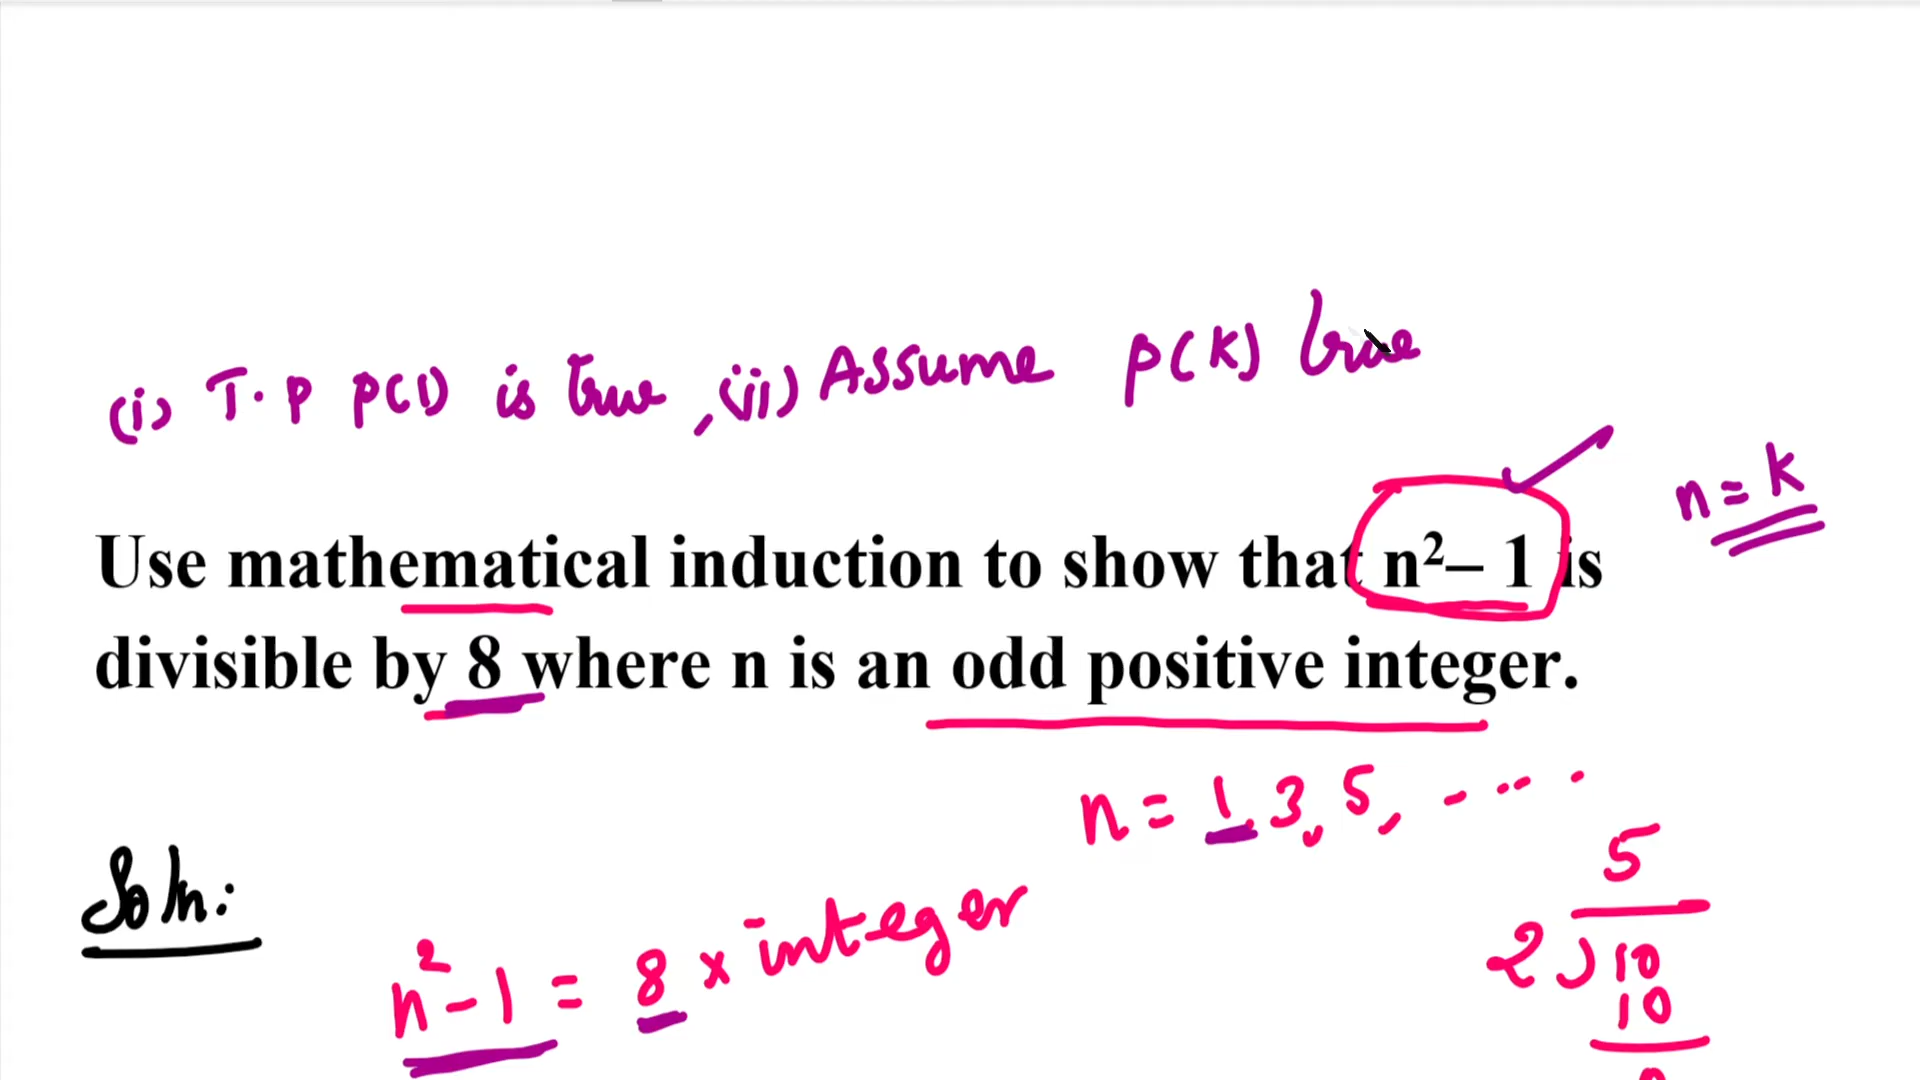 (i) T.P P(1) is true, (ii) Assume P(K) true
n = k
Use mathematical induction to show that n²– 1 is
divisible by 8 where n is an odd positive integer.
n = 1, 3, 5, - - - - .
Soln:
n² - 1 = 8 × integer
5
2)10
10